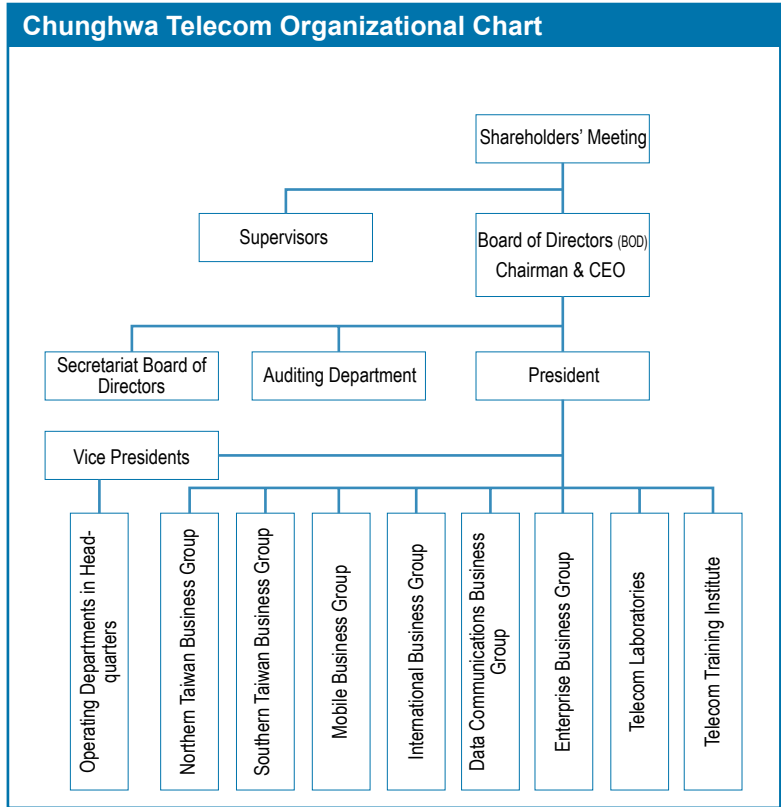 Chunghwa Telecom Organizational Chart
Shareholders' Meeting
Supervisors
Board of Directors (BOD)
Chairman & CEO
Secretariat Board of
Directors
Auditing Department
President
Vice Presidents
Operating Departments in Head-
quarters
Northern Taiwan Business Group
Southern Taiwan Business Group
Mobile Business Group
International Business Group
Data Communications Business
Group
Enterprise Business Group
Telecom Laboratories
Telecom Training Institute